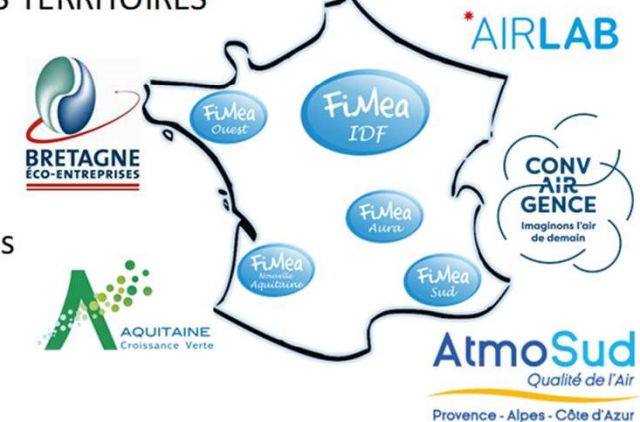 S TERRITOIRES
AIRLAB
BRETAGNE
ÉCO-ENTREPRISES
FiMea
Ouest
FiMea
IDF
CONV
AIR
GENCE
Imaginons l'air
de demain
FiMea
Aura
s
FiMea
Nouvelle
Aquitaine
FiMea
Sud
AQUITAINE
Croissance Verte
AtmoSud
Qualité de l'Air
Provence - Alpes - Côte d'Azur